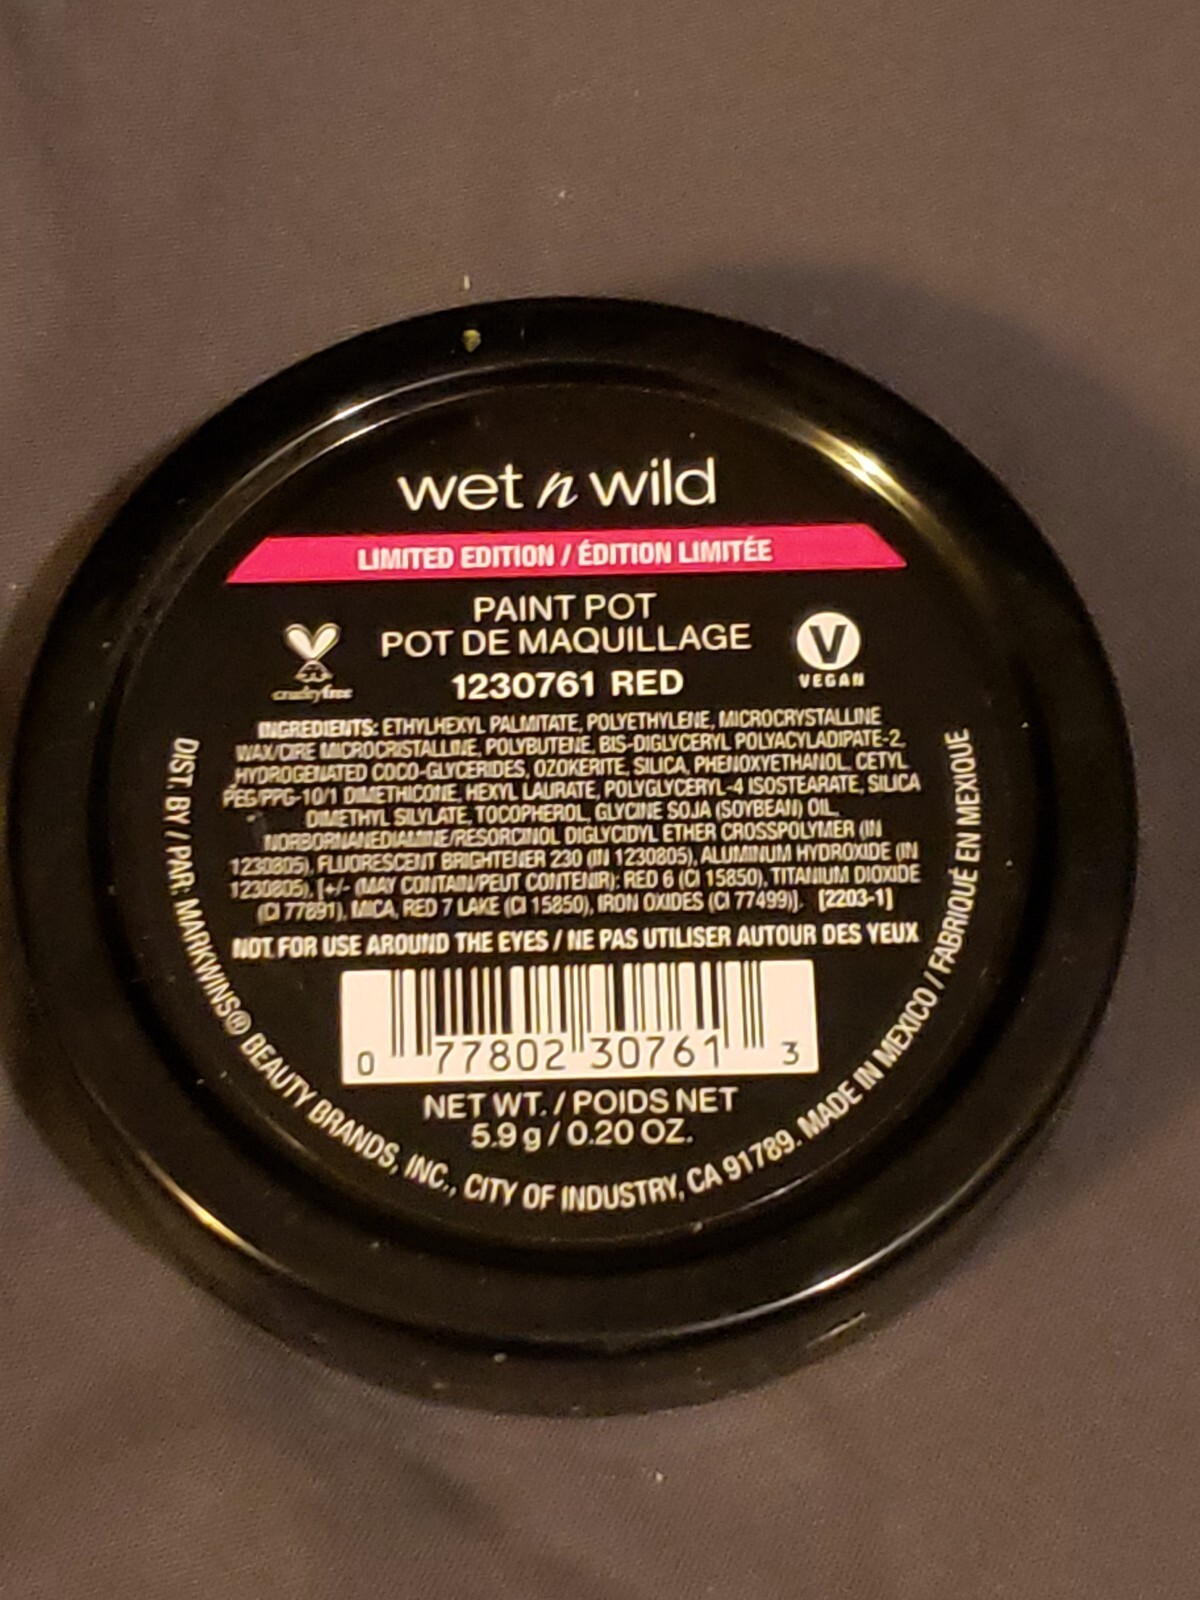 wet n wild
LIMITED EDITION / ÉDITION LIMITÉE
PAINT POT
POT DE MAQUILLAGE
1230761 RED
crueltyfree
VEGAN
INGREDIENTS: ETHYLHEXYL PALMITATE, POLYETHYLENE, MICROCRYSTALLINE
WAX/CIRE MICROCRISTALLINE, POLYBUTENE, BIS-DIGLYCERYL POLYACYLADIPATE-2,
HYDROGENATED COCO-GLYCERIDES, OZOKERITE, SILICA, PHENOXYETHANOL, CETYL
PEG/PPG-10/1 DIMETHICONE, HEXYL LAURATE, POLYGLYCERYL-4 ISOSTEARATE, SILICA
DIMETHYL SILYLATE, TOCOPHEROL, GLYCINE SOJA (SOYBEAN) OIL,
NORBORNANEDIAMINE/RESORCINOL DIGLYCIDYL ETHER CROSSPOLYMER (IN
1230805), FLUORESCENT BRIGHTENER 230 (IN 1230805), ALUMINUM HYDROXIDE (IN
1230805), [+/- (MAY CONTAIN/PEUT CONTENIR): RED 6 (CI 15850), TITANIUM DIOXIDE
(CI 77891), MICA, RED 7 LAKE (CI 15850), IRON OXIDES (CI 77499)]. [2203-1]
NOT FOR USE AROUND THE EYES / NE PAS UTILISER AUTOUR DES YEUX
0 77802 30761 3
NET WT. / POIDS NET
5.9 g / 0.20 OZ.
DIST. BY / PAR: MARKWINS® BEAUTY BRANDS, INC., CITY OF INDUSTRY, CA 91789. MADE IN MEXICO / FABRIQUÉ EN MEXIQUE